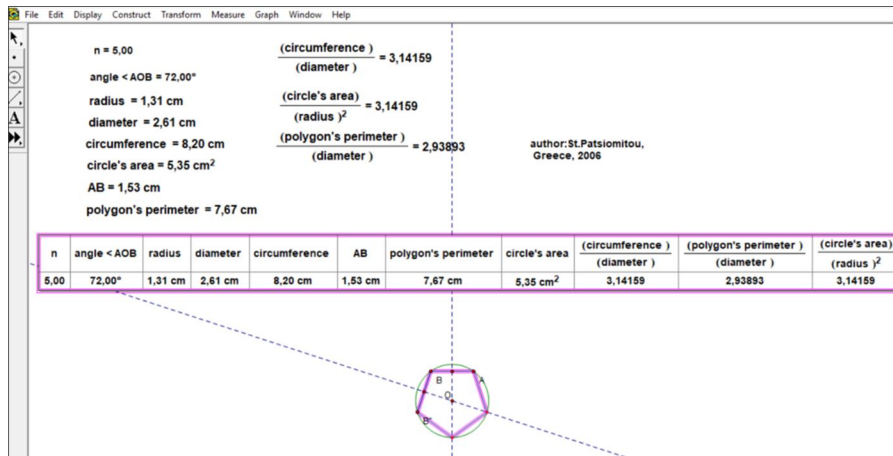 File Edit Display Construct Transform Measure Graph Window Help
n = 5,00
angle < AOB = 72,00°
radius = 1,31 cm
diameter = 2,61 cm
circumference = 8,20 cm
circle's area = 5,35 cm²
AB = 1,53 cm
polygon's perimeter = 7,67 cm
(circumference)
(diameter) = 3,14159
(circle's area)
(radius)² = 3,14159
(polygon's perimeter)
(diameter) = 2,93893
author:St.Patsiomitou,
Greece, 2006
n angle < AOB radius diameter circumference AB polygon's perimeter circle's area (circumference) / (diameter) (polygon's perimeter) / (diameter) (circle's area) / (radius)²
5,00 72,00° 1,31 cm 2,61 cm 8,20 cm 1,53 cm 7,67 cm 5,35 cm² 3,14159 2,93893 3,14159
B A
O
B'
A